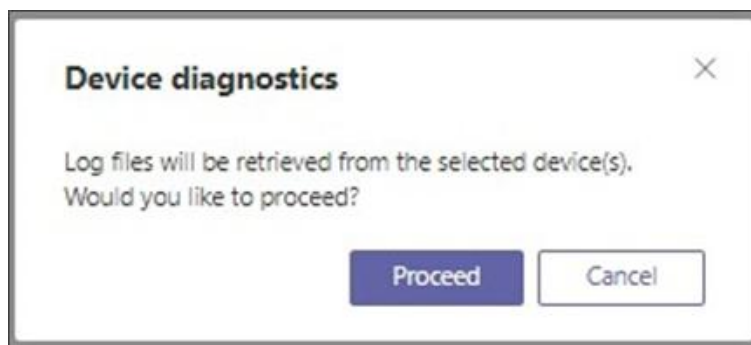 Device diagnostics
Log files will be retrieved from the selected device(s).
Would you like to proceed?
Proceed
Cancel